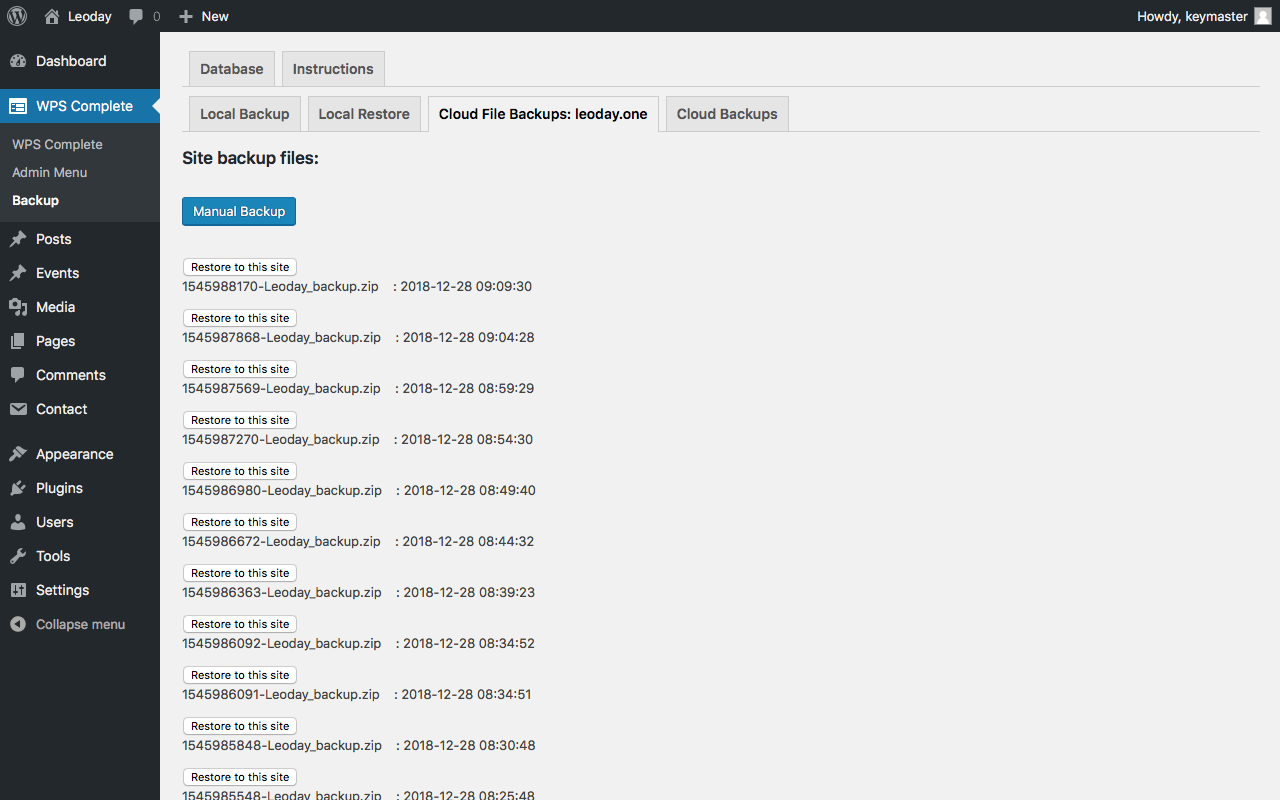 Leoday 0 New Howdy, keymaster
Dashboard
WPS Complete
WPS Complete
Admin Menu
Backup
Posts
Events
Media
Pages
Comments
Contact
Appearance
Plugins
Users
Tools
Settings
Collapse menu
Database Instructions
Local Backup Local Restore Cloud File Backups: leoday.one Cloud Backups
Site backup files:
Manual Backup
Restore to this site
1545988170-Leoday_backup.zip : 2018-12-28 09:09:30
Restore to this site
1545987868-Leoday_backup.zip : 2018-12-28 09:04:28
Restore to this site
1545987569-Leoday_backup.zip : 2018-12-28 08:59:29
Restore to this site
1545987270-Leoday_backup.zip : 2018-12-28 08:54:30
Restore to this site
1545986980-Leoday_backup.zip : 2018-12-28 08:49:40
Restore to this site
1545986672-Leoday_backup.zip : 2018-12-28 08:44:32
Restore to this site
1545986363-Leoday_backup.zip : 2018-12-28 08:39:23
Restore to this site
1545986092-Leoday_backup.zip : 2018-12-28 08:34:52
Restore to this site
1545986091-Leoday_backup.zip : 2018-12-28 08:34:51
Restore to this site
1545985848-Leoday_backup.zip : 2018-12-28 08:30:48
Restore to this site
1545985548-Leoday_backup.zip : 2018-12-28 08:25:48